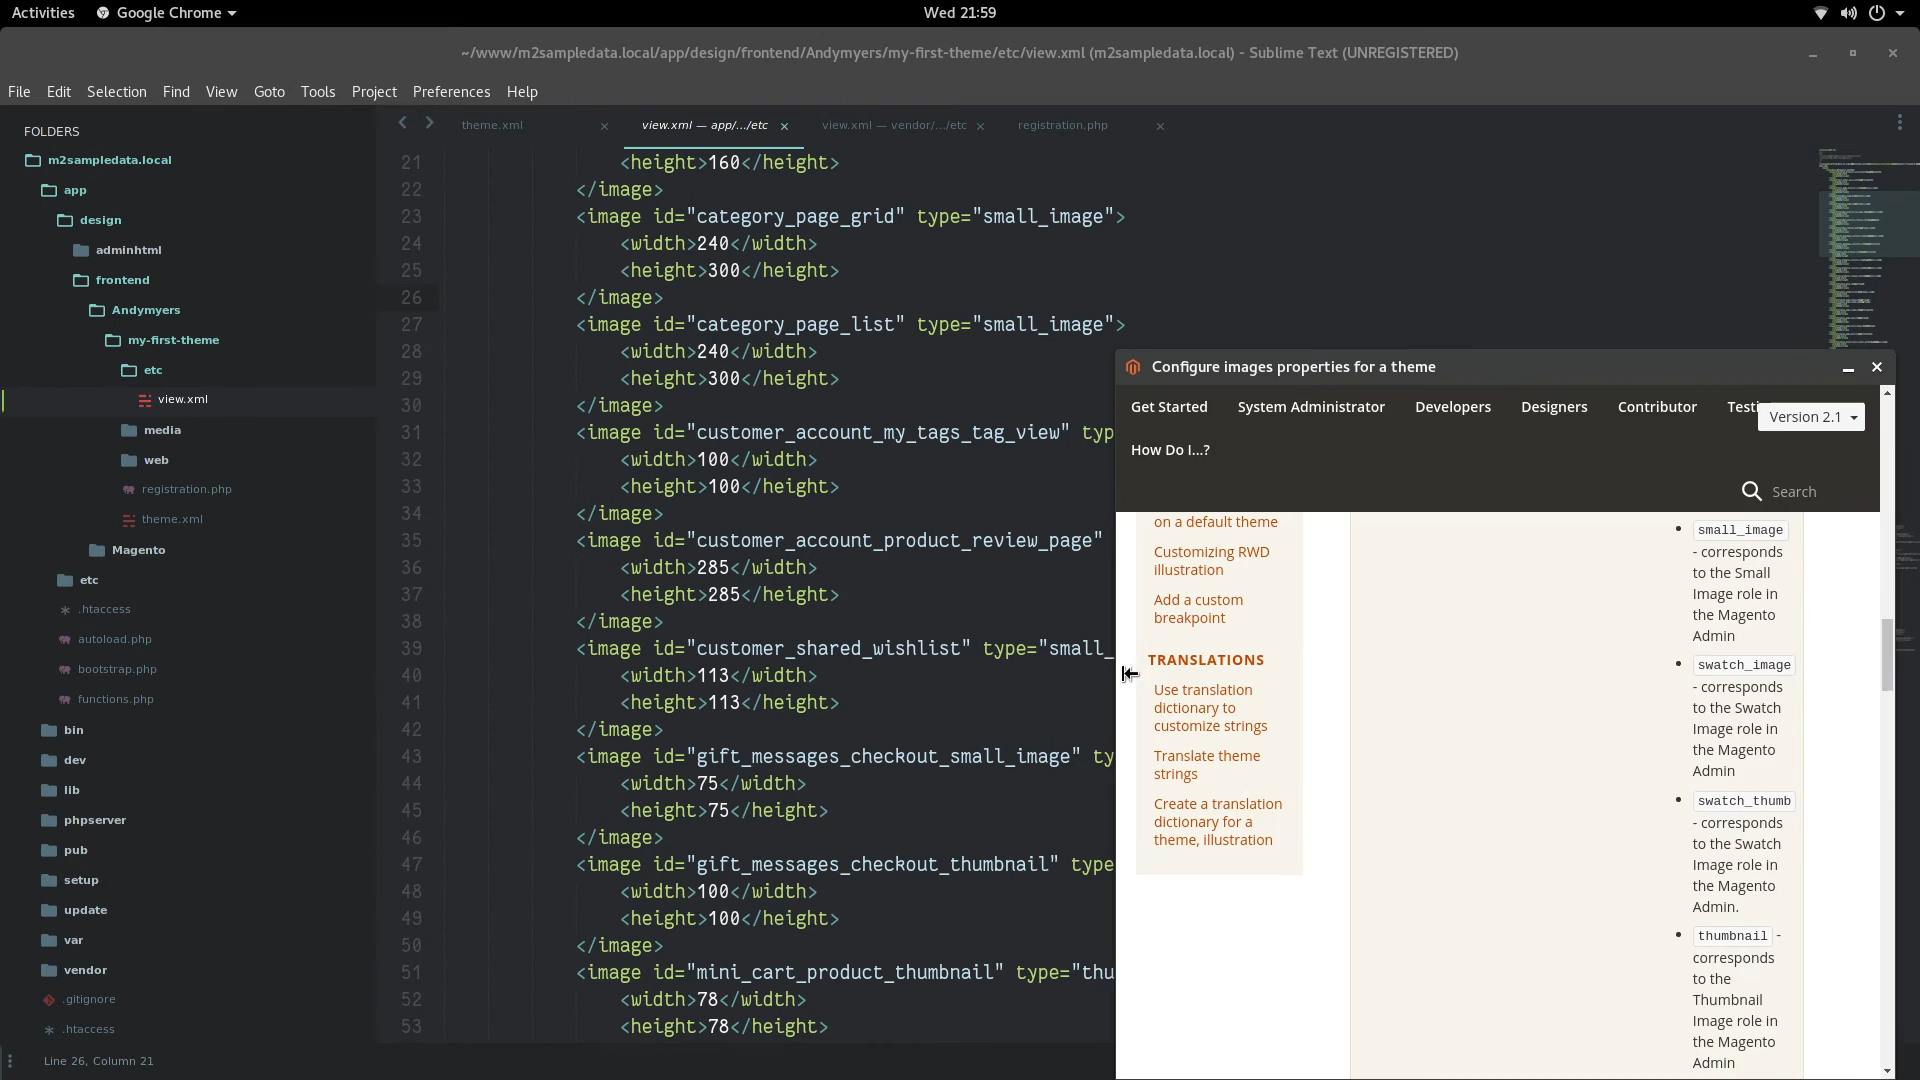 Activities Google Chrome Wed 21:59
~/www/m2sampledata.local/app/design/frontend/Andymyers/my-first-theme/etc/view.xml (m2sampledata.local) - Sublime Text (UNREGISTERED)
File Edit Selection Find View Goto Tools Project Preferences Help
FOLDERS
m2sampledata.local
app
design
adminhtml
frontend
Andymyers
my-first-theme
etc
view.xml
media
web
registration.php
theme.xml
Magento
etc
.htaccess
autoload.php
bootstrap.php
functions.php
bin
dev
lib
phpserver
pub
setup
update
var
vendor
.gitignore
.htaccess
Line 26, Column 21
theme.xml × view.xml — app/.../etc × view.xml — vendor/.../etc × registration.php ×
21 <height>160</height>
22 </image>
23 <image id="category_page_grid" type="small_image">
24 <width>240</width>
25 <height>300</height>
26 </image>
27 <image id="category_page_list" type="small_image">
28 <width>240</width>
29 <height>300</height>
30 </image>
31 <image id="customer_account_my_tags_tag_view" typ
32 <width>100</width>
33 <height>100</height>
34 </image>
35 <image id="customer_account_product_review_page"
36 <width>285</width>
37 <height>285</height>
38 </image>
39 <image id="customer_shared_wishlist" type="small_
40 <width>113</width>
41 <height>113</height>
42 </image>
43 <image id="gift_messages_checkout_small_image" ty
44 <width>75</width>
45 <height>75</height>
46 </image>
47 <image id="gift_messages_checkout_thumbnail" type
48 <width>100</width>
49 <height>100</height>
50 </image>
51 <image id="mini_cart_product_thumbnail" type="thu
52 <width>78</width>
53 <height>78</height>
Configure images properties for a theme
Get Started System Administrator Developers Designers Contributor Testi
Version 2.1
How Do I...?
Search
on a default theme
Customizing RWD
illustration
Add a custom
breakpoint
TRANSLATIONS
Use translation
dictionary to
customize strings
Translate theme
strings
Create a translation
dictionary for a
theme, illustration
small_image
- corresponds
to the Small
Image role in
the Magento
Admin
swatch_image
- corresponds
to the Swatch
Image role in
the Magento
Admin
swatch_thumb
- corresponds
to the Swatch
Image role in
the Magento
Admin.
thumbnail -
corresponds
to the
Thumbnail
Image role in
the Magento
Admin